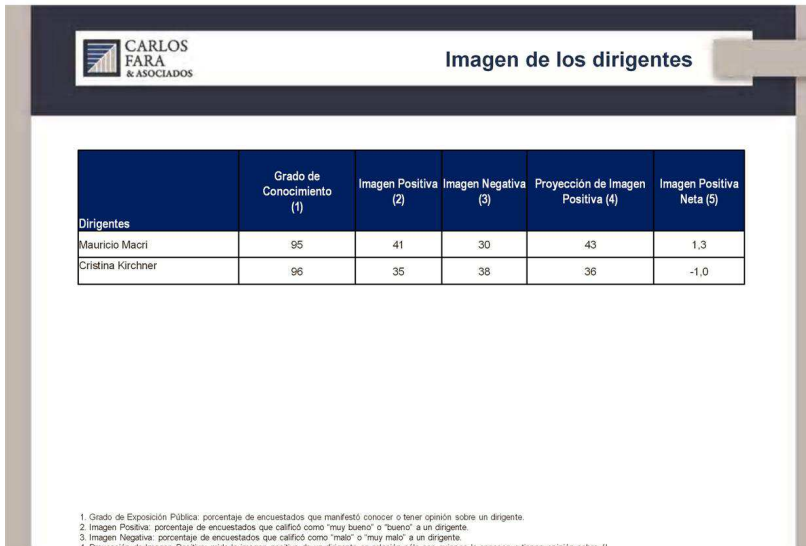 CARLOS
FARA
& ASOCIADOS
Imagen de los dirigentes
Dirigentes Grado de Conocimiento (1) Imagen Positiva (2) Imagen Negativa (3) Proyección de Imagen Positiva (4) Imagen Positiva Neta (5)
Mauricio Macri 95 41 30 43 1,3
Cristina Kirchner 96 35 38 36 -1,0
1. Grado de Exposición Pública: porcentaje de encuestados que manifestó conocer o tener opinión sobre un dirigente.
2. Imagen Positiva: porcentaje de encuestados que calificó como "muy bueno" o "bueno" a un dirigente.
3. Imagen Negativa: porcentaje de encuestados que calificó como "malo" o "muy malo" a un dirigente.